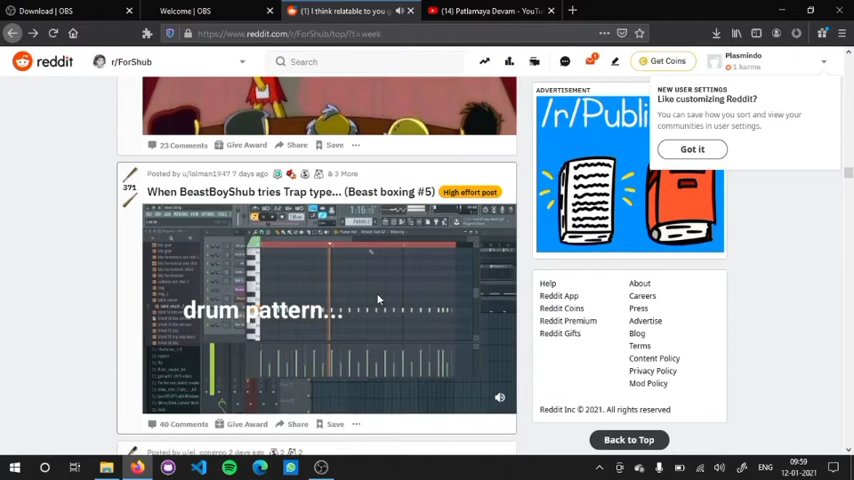 Download | OBS
Welcome | OBS
(1) I think relatable to you g
(14) Patlamaya Devam - YouT
https://www.reddit.com/r/ForShub/top/?t=week
reddit
r/ForShub
Search
Get Coins
Plasmindo
1 karma
NEW USER SETTINGS
Like customizing Reddit?
You can save how you sort and view your
communities in user settings.
Got it
23 Comments
Give Award
Share
Save
ADVERTISEMENT
/r/Publi
Posted by u/lolman1947 7 days ago
& 3 More
371
When BeastBoyShub tries Trap type... (Beast boxing #5)
High effort post
drum pattern...
40 Comments
Give Award
Share
Save
Help
About
Reddit App
Careers
Reddit Coins
Press
Reddit Premium
Advertise
Reddit Gifts
Blog
Terms
Content Policy
Privacy Policy
Mod Policy
Reddit Inc © 2021. All rights reserved
Back to Top
ENG
09:59
12-01-2021